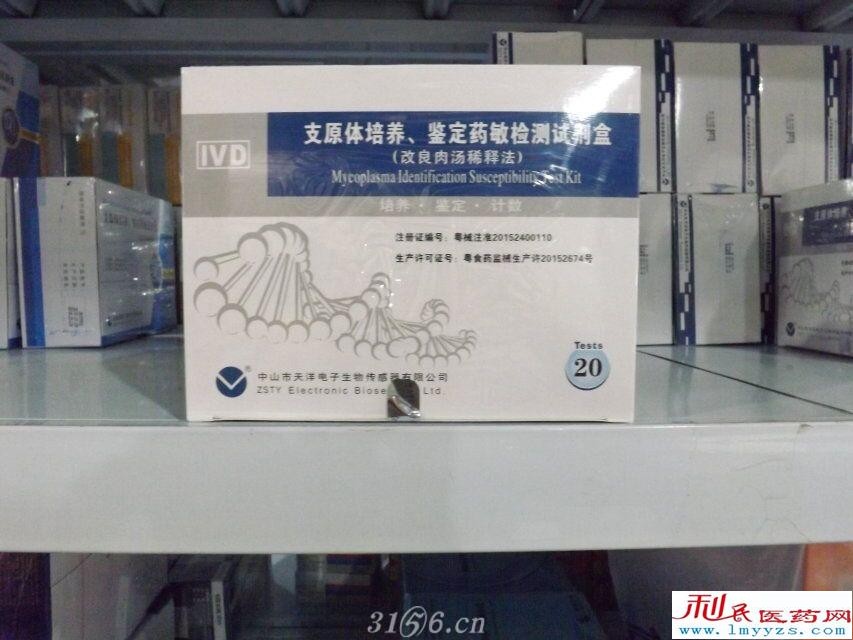 支原体培养、鉴定药敏检测试剂盒
(改良肉汤稀释法)
Mycoplasma Identification Susceptibility Test Kit
IVD
培养·鉴定·计数
注册证编号：粤械注准20152400110
生产许可证号：粤食药监械生产许20152674号
Tests
20
中山市天洋电子生物传感器有限公司
ZSTY Electronic Biose Ltd.
3156.cn
利民医药网
www.lmyyzs.com